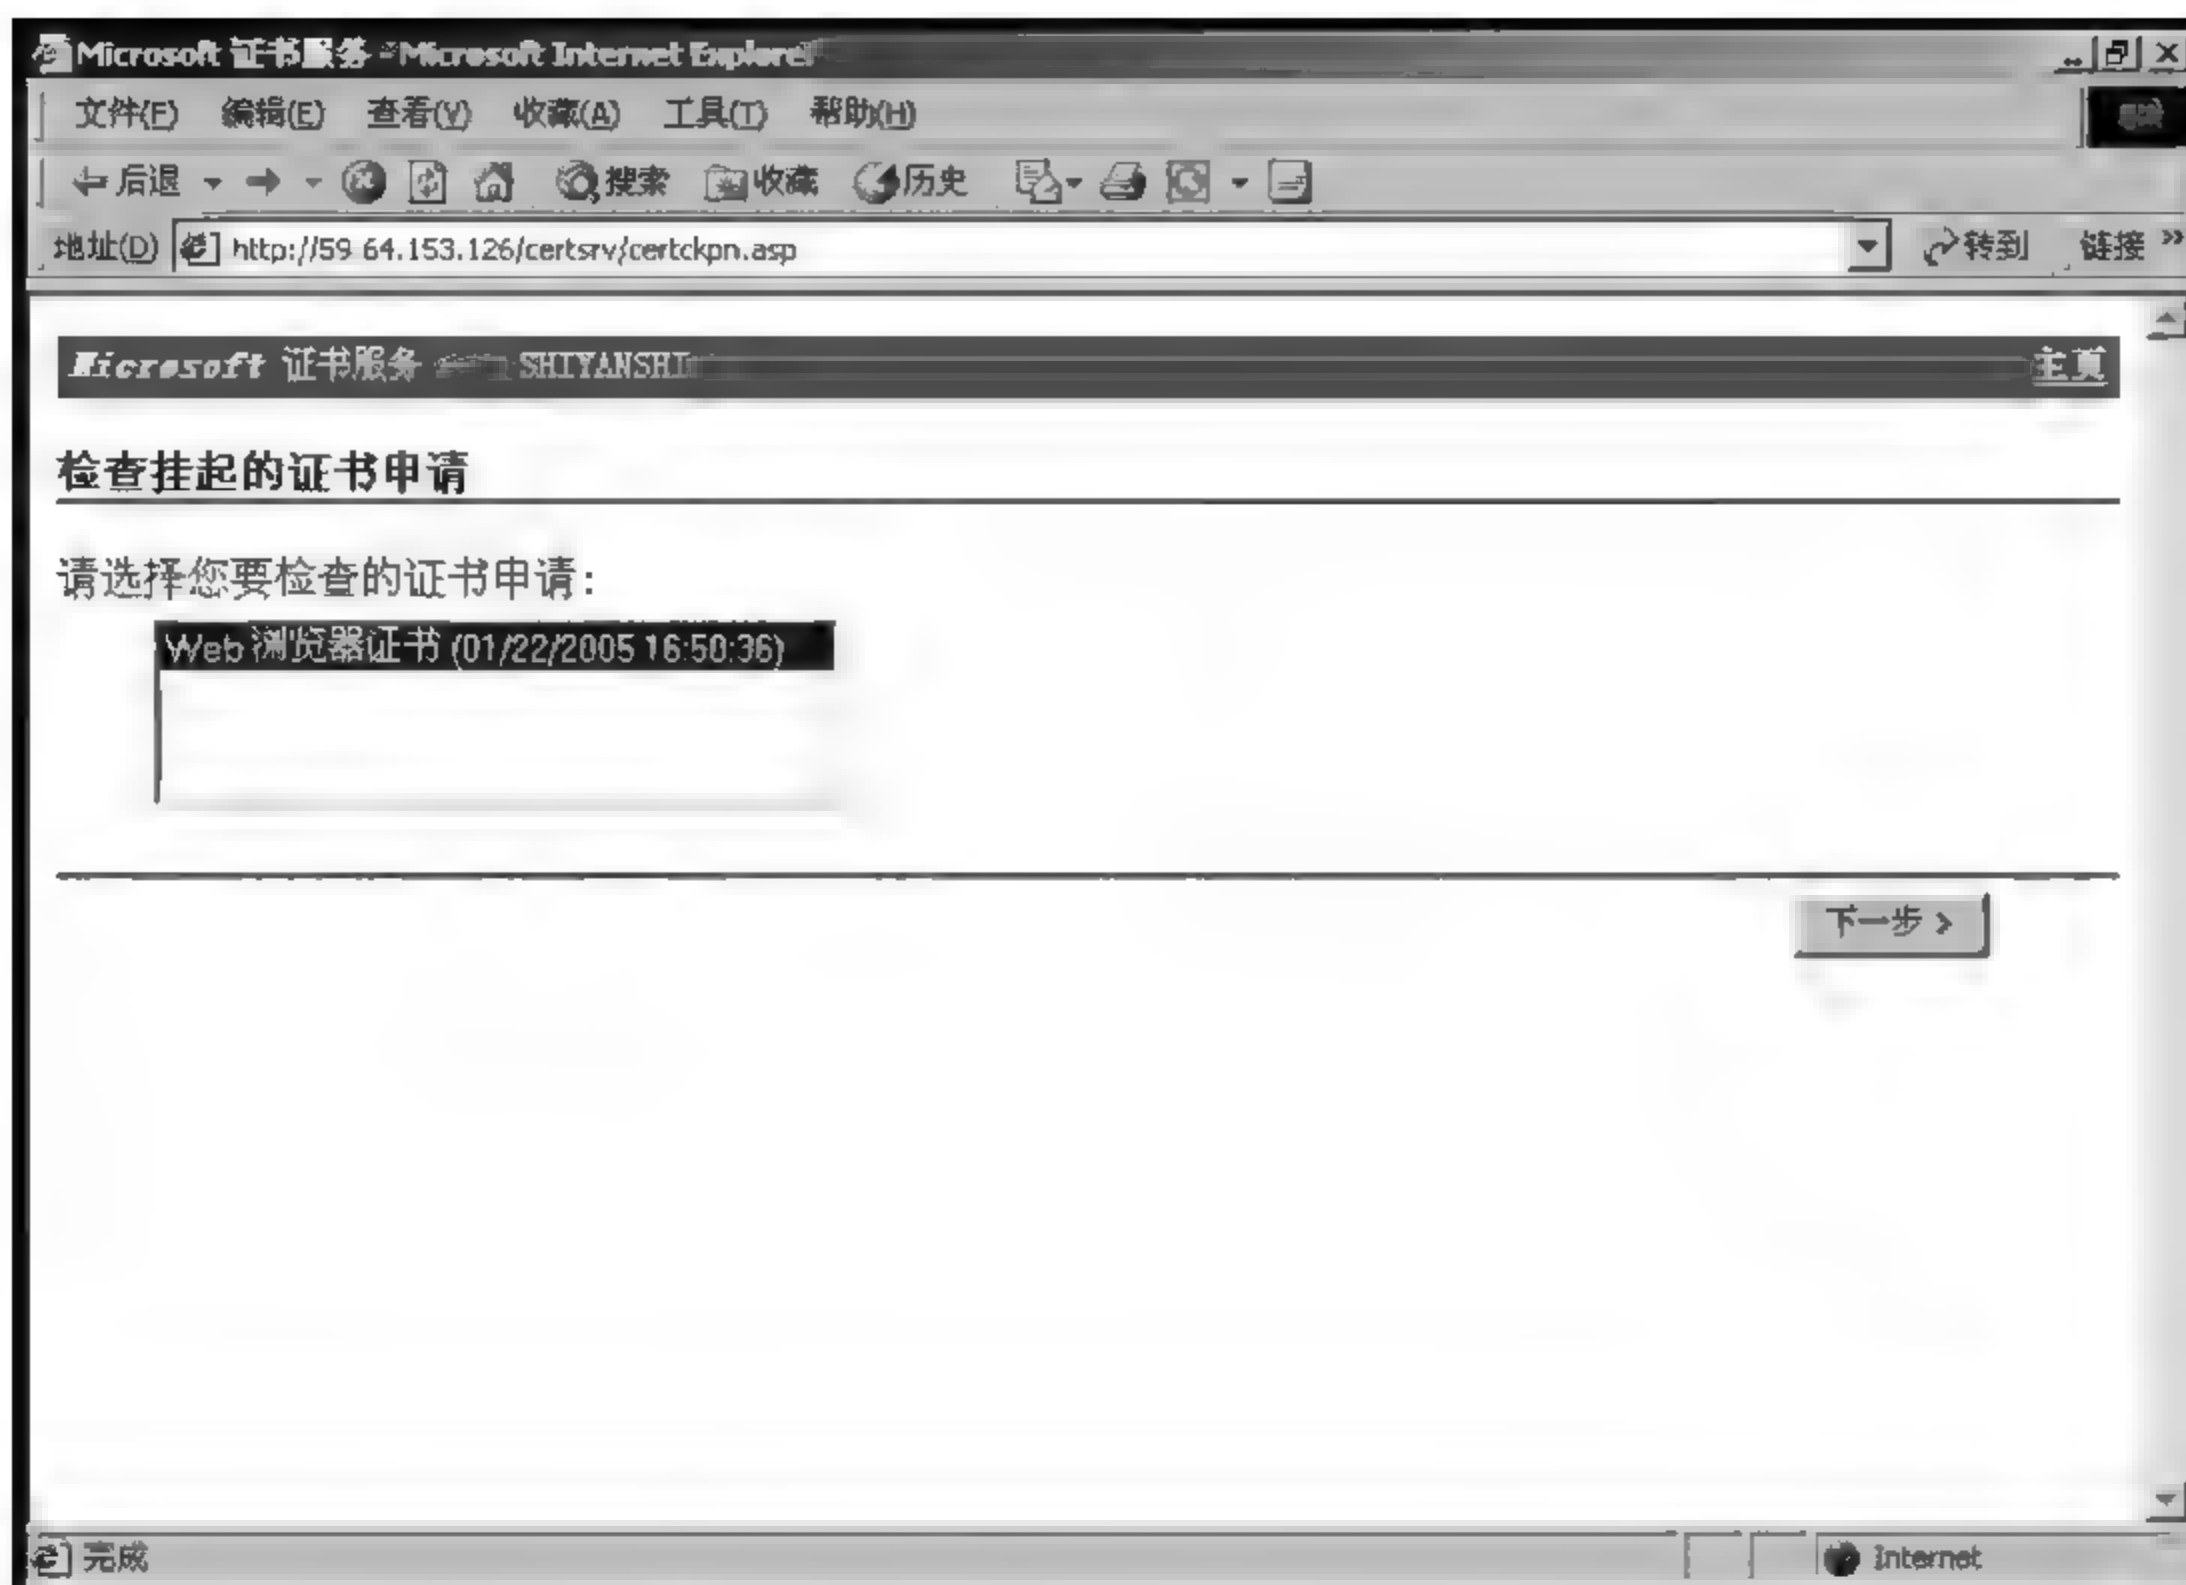 Microsoft 证书服务 - Microsoft Internet Explorer
文件(F) 编辑(E) 查看(V) 收藏(A) 工具(T) 帮助(H)
后退 搜索 收藏 历史
地址(D) http://59 64.153.126/certsrv/certckpn.asp 转到 链接 »
Microsoft 证书服务 SHIYANSHI 主页
检查挂起的证书申请
请选择您要检查的证书申请:
Web 浏览器证书 (01/22/2005 16:50:36)
下一步 >
完成 Internet